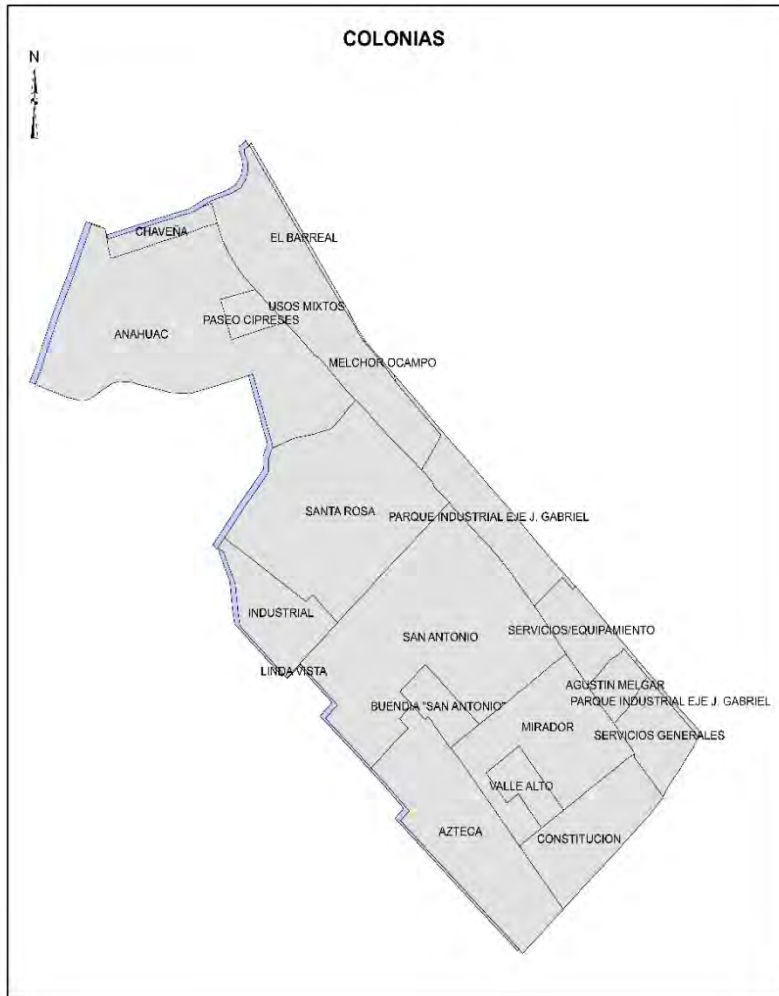 COLONIAS
N
CHAVEÑA
EL BARREAL
USOS MIXTOS
PASEO CIPRESES
ANAHUAC
MELCHOR OCAMPO
SANTA ROSA
PARQUE INDUSTRIAL EJE J. GABRIEL
INDUSTRIAL
SAN ANTONIO
SERVICIOS/EQUIPAMIENTO
LINDA VISTA
AGUSTIN MELGAR
PARQUE INDUSTRIAL EJE J. GABRIEL
BUENDIA "SAN ANTONIO"
MIRADOR
SERVICIOS GENERALES
VALLE ALTO
AZTECA
CONSTITUCION